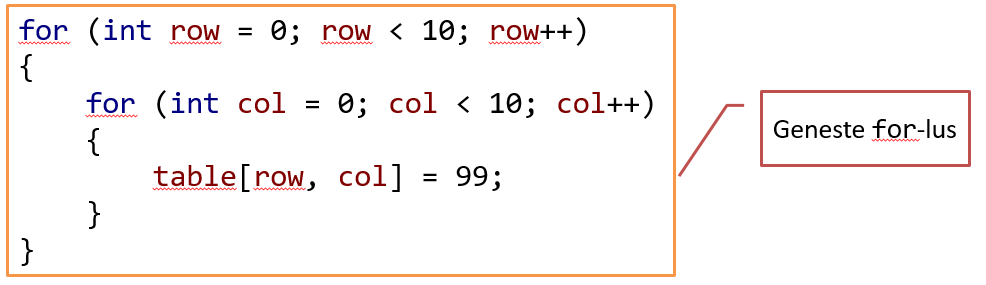 for (int row = 0; row < 10; row++)
{
    for (int col = 0; col < 10; col++)
    {
        table[row, col] = 99;
    }
}
Geneste for-lus